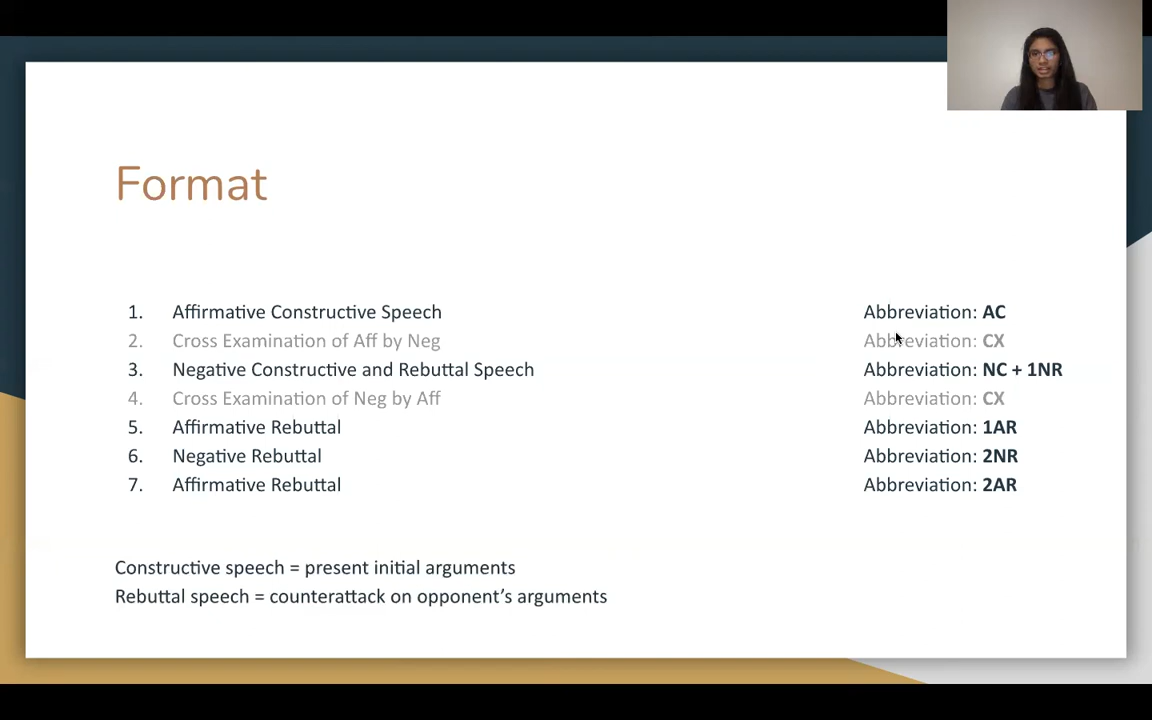 Format
1. Affirmative Constructive Speech Abbreviation: AC
2. Cross Examination of Aff by Neg Abbreviation: CX
3. Negative Constructive and Rebuttal Speech Abbreviation: NC + 1NR
4. Cross Examination of Neg by Aff Abbreviation: CX
5. Affirmative Rebuttal Abbreviation: 1AR
6. Negative Rebuttal Abbreviation: 2NR
7. Affirmative Rebuttal Abbreviation: 2AR
Constructive speech = present initial arguments
Rebuttal speech = counterattack on opponent’s arguments